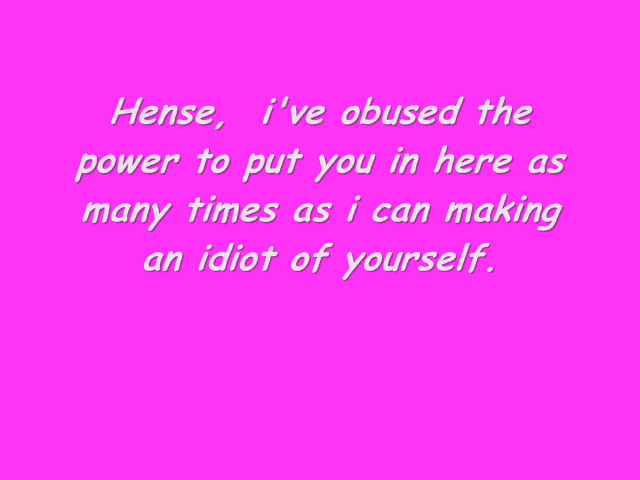 Hense,  i've obused the
power to put you in here as
many times as i can making
an idiot of yourself.